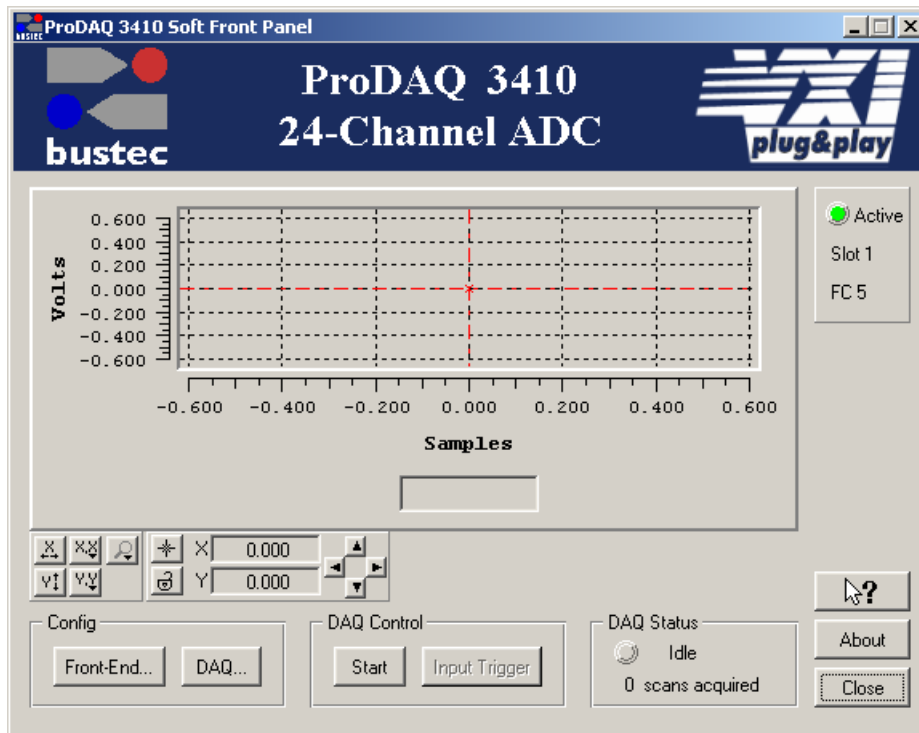 ProDAQ 3410 Soft Front Panel
bustec
ProDAQ 3410
24-Channel ADC
VXI
plug&play
bustec
0.600
0.400
0.200
0.000
-0.200
-0.400
-0.600
Volts
-0.600 -0.400 -0.200 0.000 0.200 0.400 0.600
Samples
Active
Slot 1
FC 5
X X.X X 0.000
Y Y.Y Y 0.000
?
Config
Front-End... DAQ...
DAQ Control
Start Input Trigger
DAQ Status
Idle
0 scans acquired
About
Close